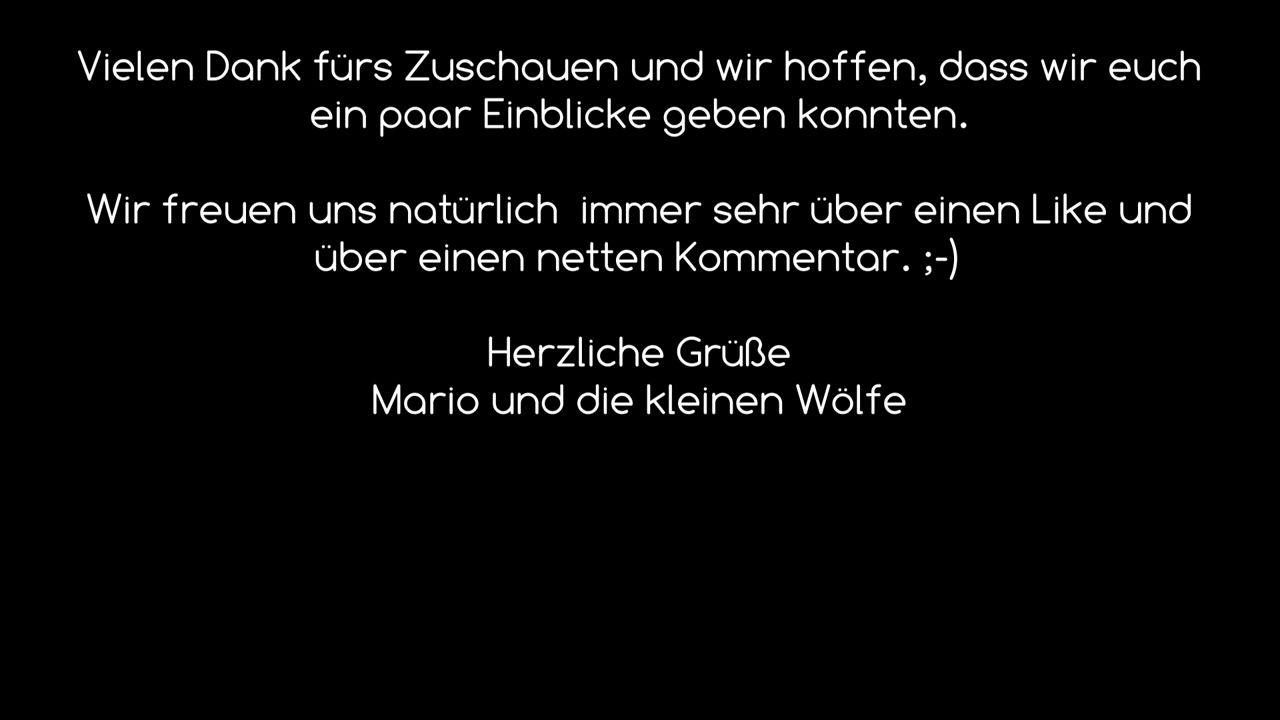 Vielen Dank fürs Zuschauen und wir hoffen, dass wir euch
ein paar Einblicke geben konnten.
Wir freuen uns natürlich  immer sehr über einen Like und
über einen netten Kommentar. ;-)
Herzliche Grüße
Mario und die kleinen Wölfe